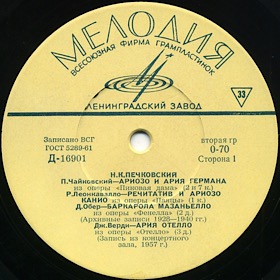 МЕЛОДИЯ
ВСЕСОЮЗНАЯ ФИРМА ГРАМПЛАСТИНОК
33
ЛЕНИНГРАДСКИЙ ЗАВОД
Записано ВСГ
ГОСТ 5289-61
Д-16901
вторая гр
0-70
Сторона 1
Н.К.ПЕЧКОВСКИЙ
П.Чайковский—АРИОЗО И АРИЯ ГЕРМАНА
из оперы «Пиковая дама» (2 и 7 к.)
Р.Леонкавалло—РЕЧИТАТИВ И АРИОЗО
КАНИО из оперы «Паяцы» (1 к.)
Д.Обер—БАРКАРОЛА МАЗАНЬЕЛЛО
из оперы «Фенелла» (2 д.)
(Архивные записи 1928—1940 гг.)
Дж.Верди—АРИЯ ОТЕЛЛО
из оперы «Отелло» (3 д.)
(Запись из концертного
зала, 1957 г.)